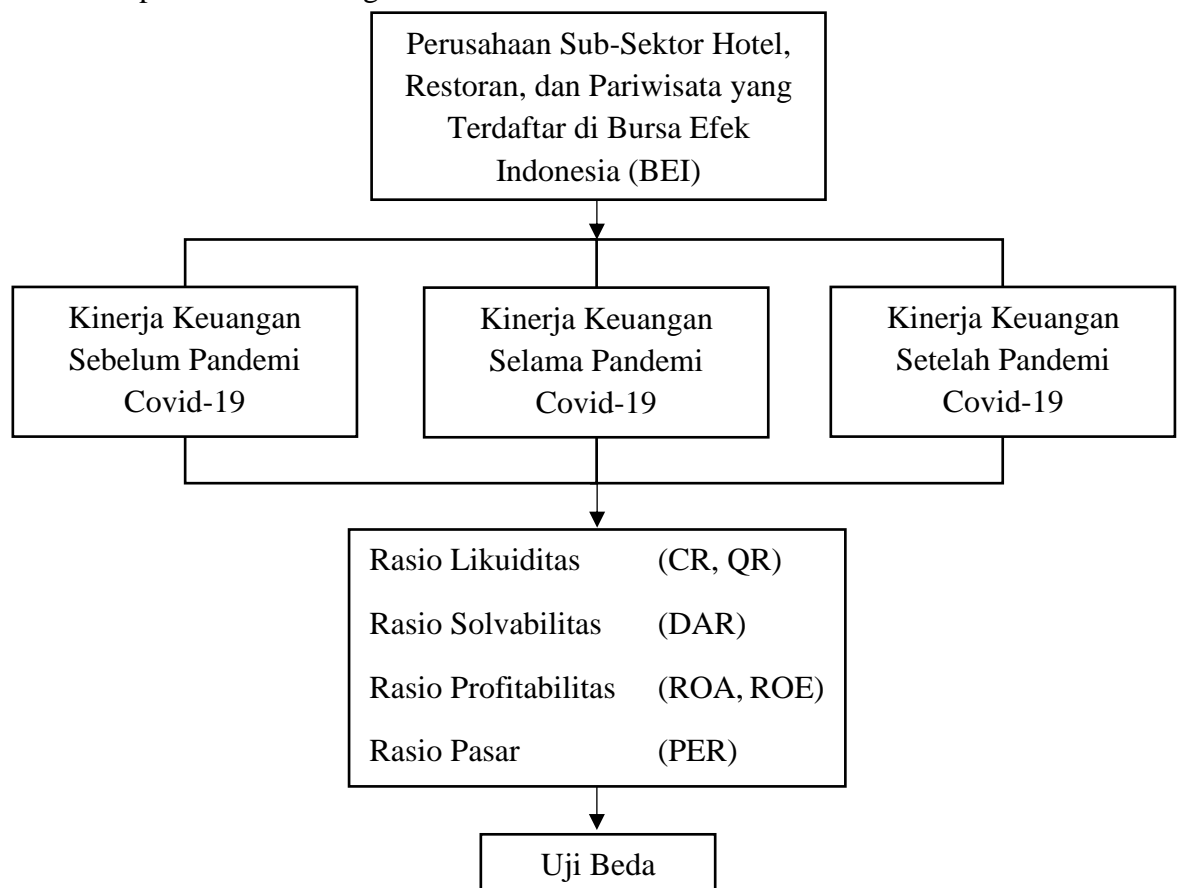 Perusahaan Sub-Sektor Hotel,
Restoran, dan Pariwisata yang
Terdaftar di Bursa Efek
Indonesia (BEI)
Kinerja Keuangan
Sebelum Pandemi
Covid-19
Kinerja Keuangan
Selama Pandemi
Covid-19
Kinerja Keuangan
Setelah Pandemi
Covid-19
Rasio Likuiditas (CR, QR)
Rasio Solvabilitas (DAR)
Rasio Profitabilitas (ROA, ROE)
Rasio Pasar (PER)
Uji Beda